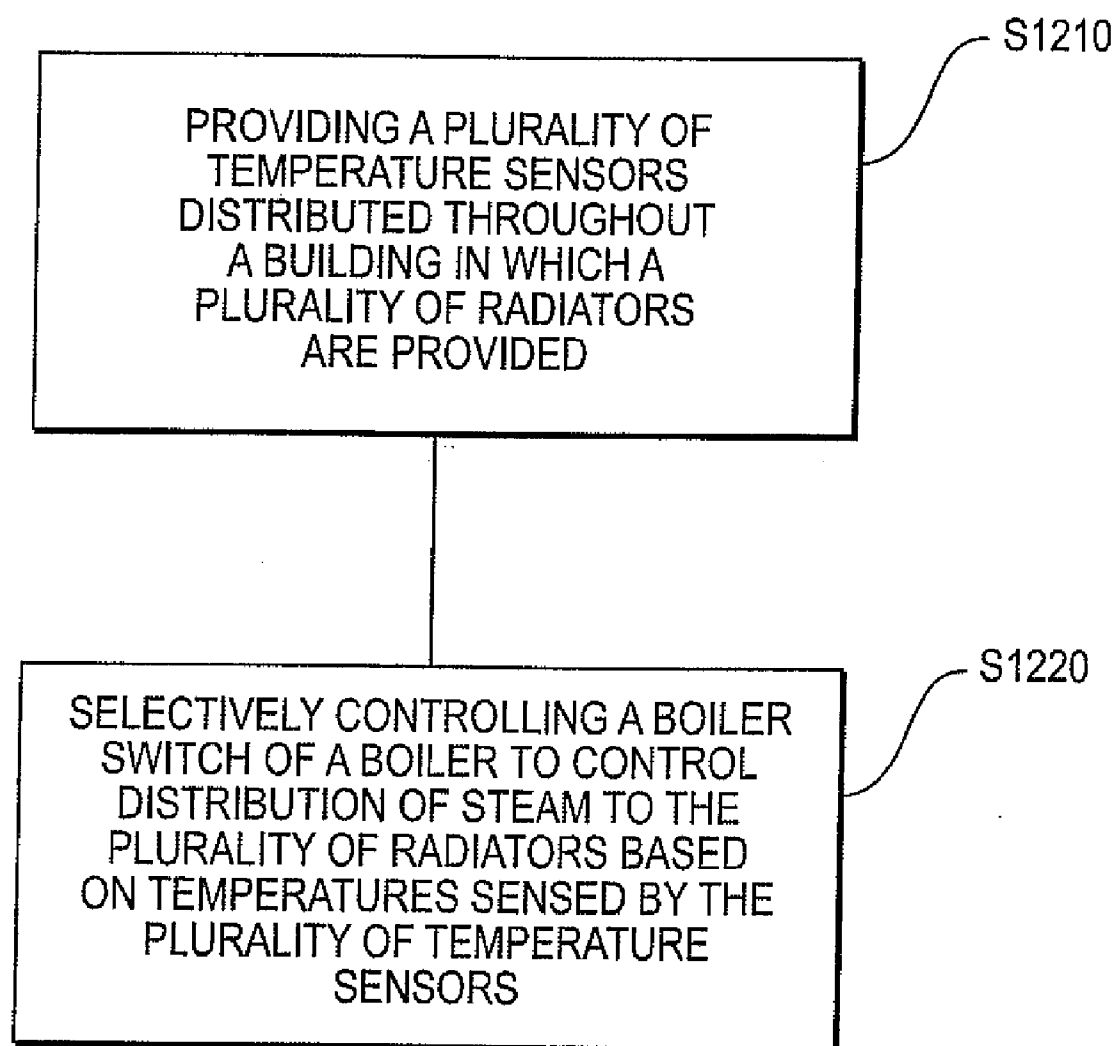 S1210
PROVIDING A PLURALITY OF
TEMPERATURE SENSORS
DISTRIBUTED THROUGHOUT
A BUILDING IN WHICH A
PLURALITY OF RADIATORS
ARE PROVIDED
S1220
SELECTIVELY CONTROLLING A BOILER
SWITCH OF A BOILER TO CONTROL
DISTRIBUTION OF STEAM TO THE
PLURALITY OF RADIATORS BASED
ON TEMPERATURES SENSED BY THE
PLURALITY OF TEMPERATURE
SENSORS